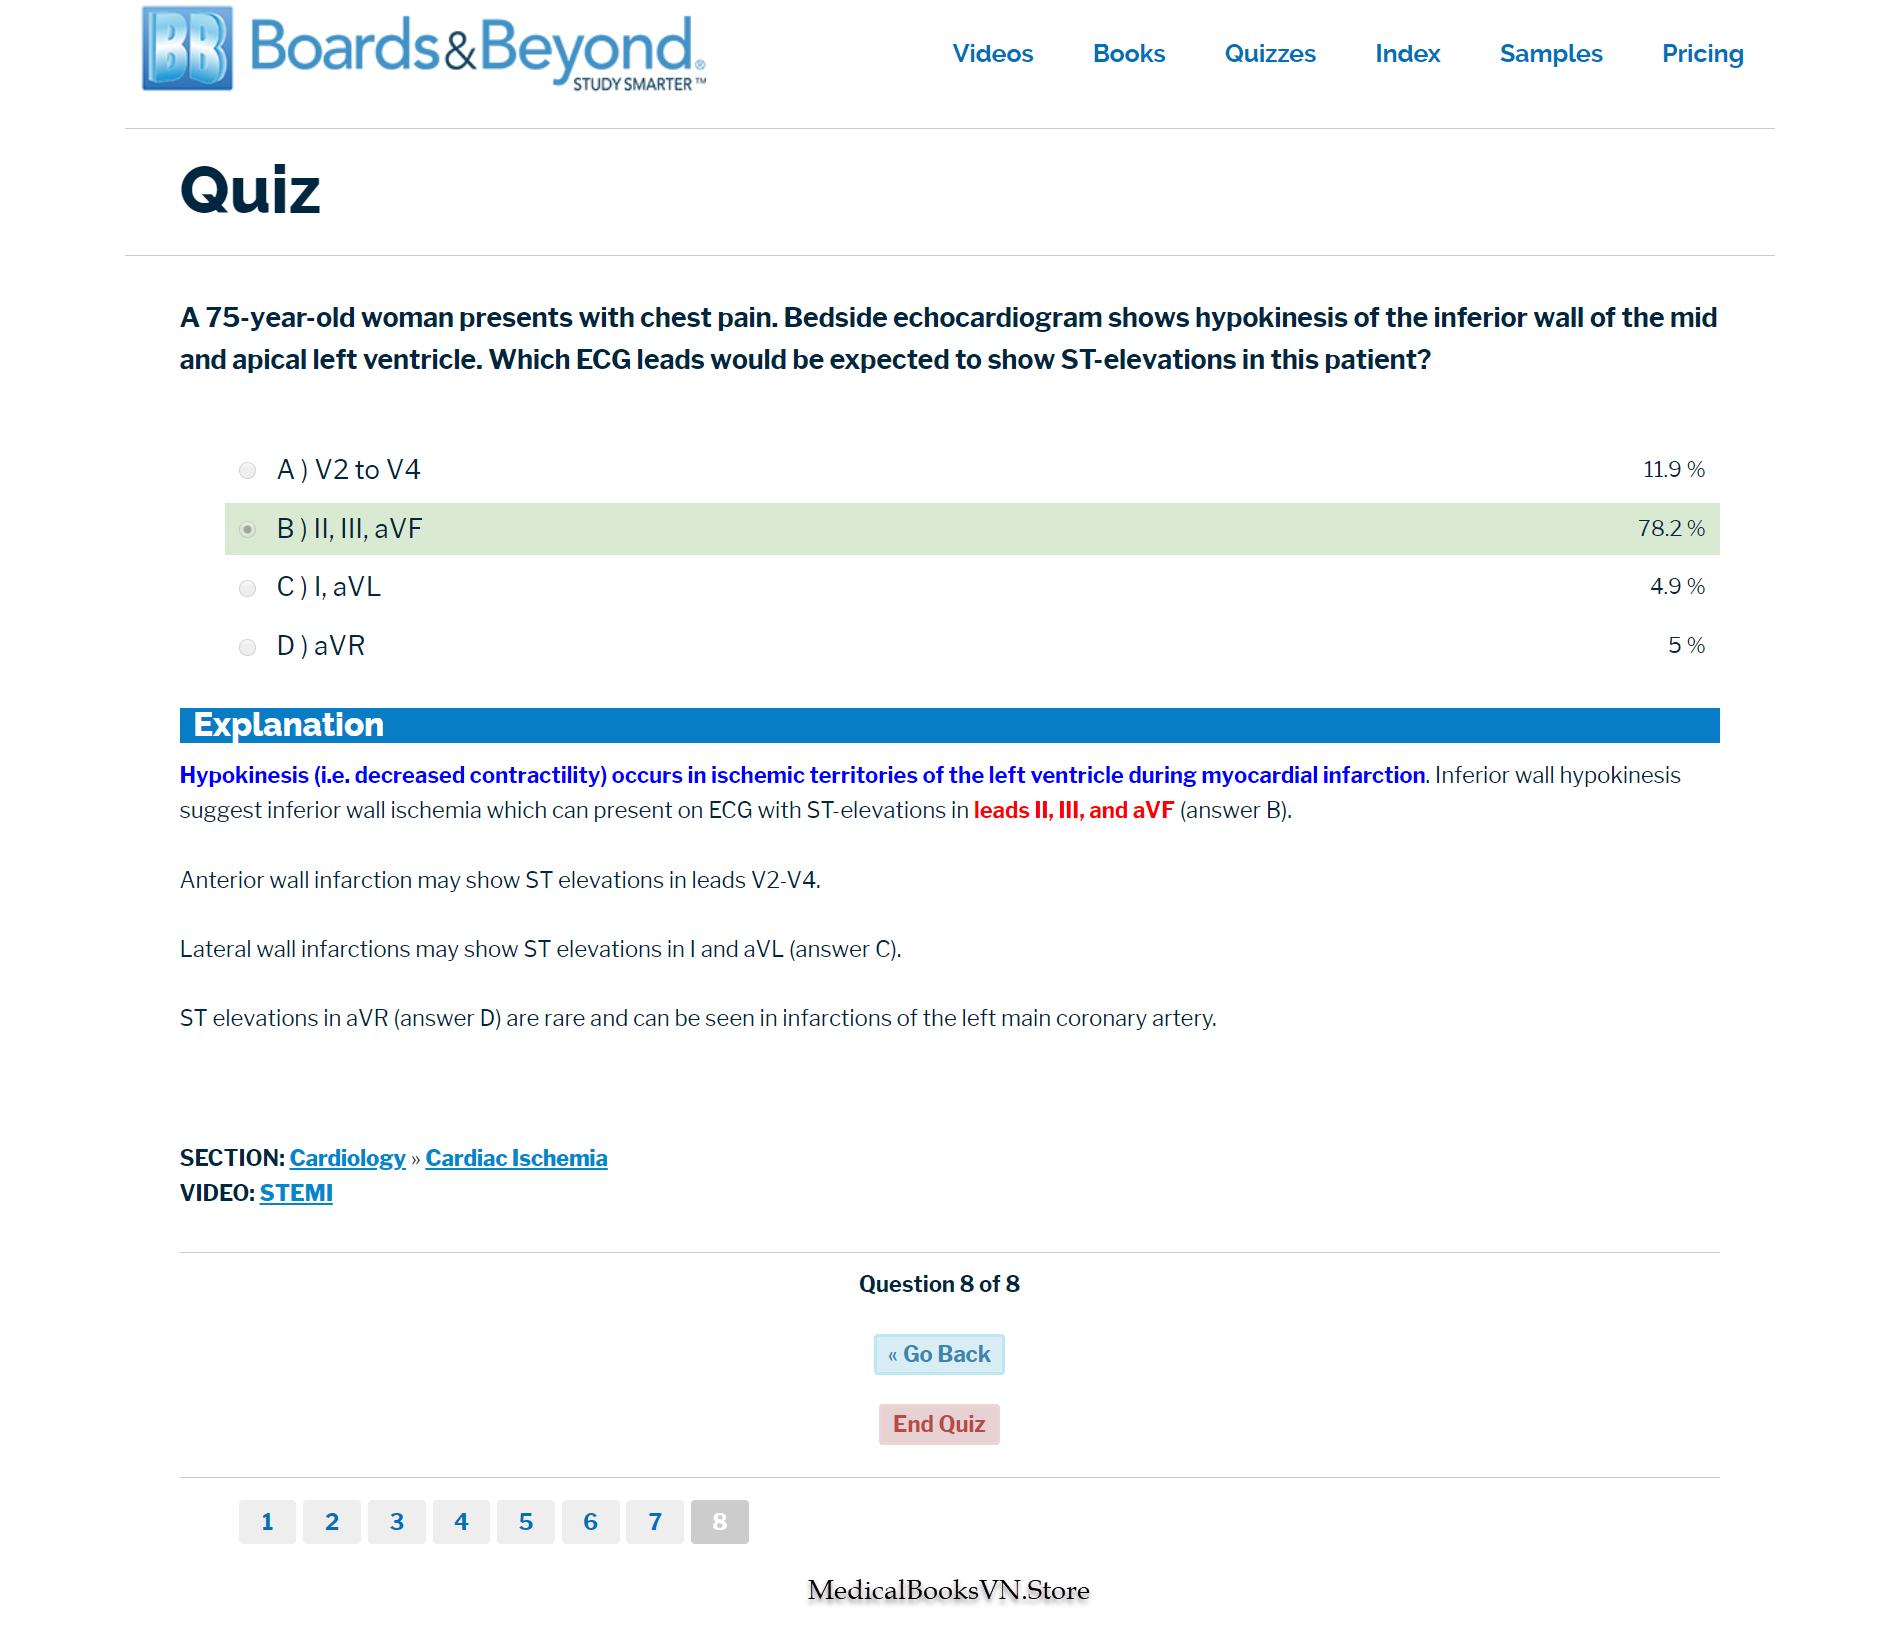 BB Boards&Beyond®
STUDY SMARTER™
Videos Books Quizzes Index Samples Pricing
Quiz
A 75-year-old woman presents with chest pain. Bedside echocardiogram shows hypokinesis of the inferior wall of the mid
and apical left ventricle. Which ECG leads would be expected to show ST-elevations in this patient?
A ) V2 to V4 11.9 %
B ) II, III, aVF 78.2 %
C ) I, aVL 4.9 %
D ) aVR 5 %
Explanation
Hypokinesis (i.e. decreased contractility) occurs in ischemic territories of the left ventricle during myocardial infarction. Inferior wall hypokinesis
suggest inferior wall ischemia which can present on ECG with ST-elevations in leads II, III, and aVF (answer B).
Anterior wall infarction may show ST elevations in leads V2-V4.
Lateral wall infarctions may show ST elevations in I and aVL (answer C).
ST elevations in aVR (answer D) are rare and can be seen in infarctions of the left main coronary artery.
SECTION: Cardiology » Cardiac Ischemia
VIDEO: STEMI
Question 8 of 8
« Go Back
End Quiz
1 2 3 4 5 6 7 8
MedicalBooksVN.Store